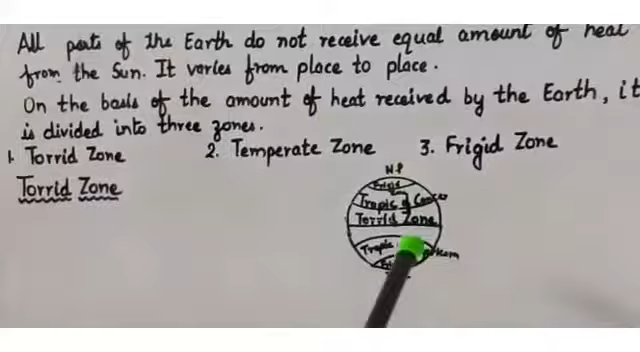 All parts of the Earth do not receive equal amount of heat
from the Sun. It varies from place to place.
On the basis of the amount of heat received by the Earth, it
is divided into three zones.
1. Torrid Zone 2. Temperate Zone 3. Frigid Zone
Torrid Zone
N.P
Frigid
Tropic of Cancer
Torrid Zone
Tropic